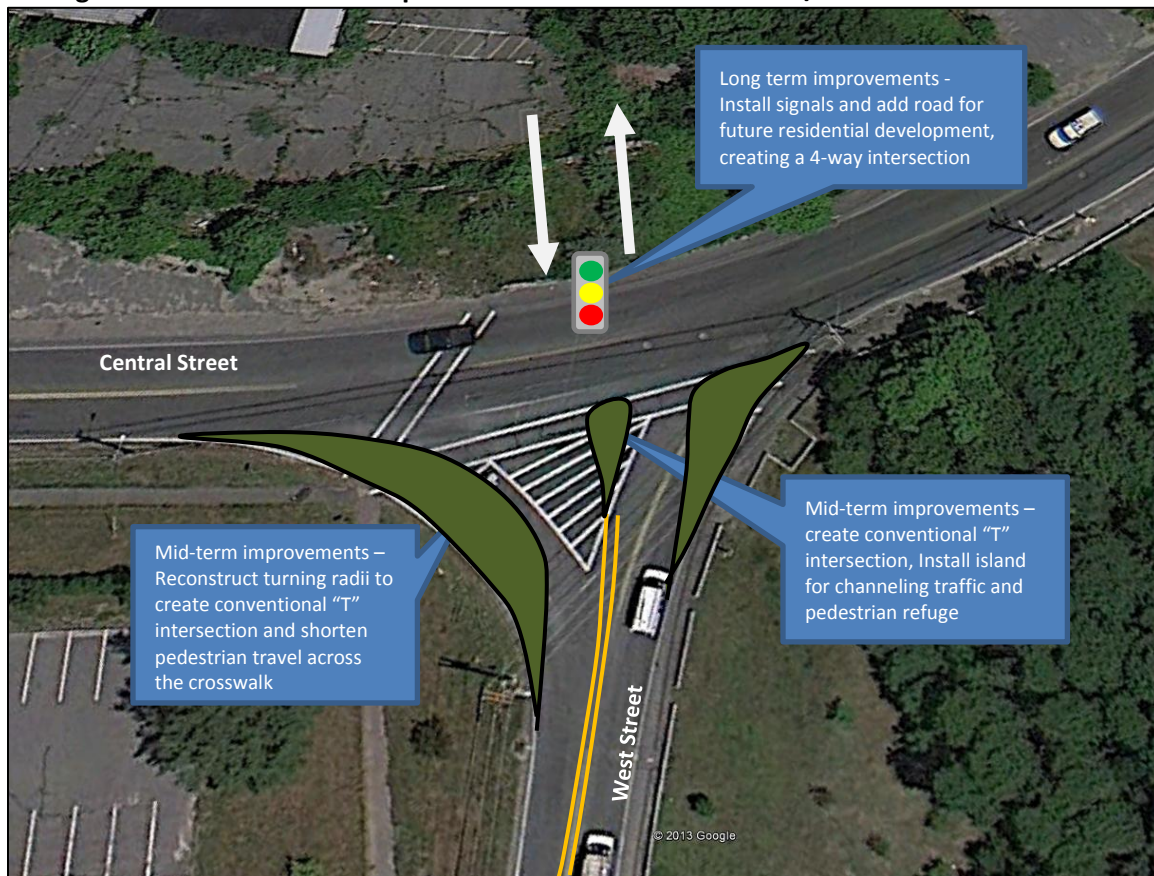 Long term improvements -
Install signals and add road for
future residential development,
creating a 4-way intersection
Central Street
Mid-term improvements –
Reconstruct turning radii to
create conventional “T”
intersection and shorten
pedestrian travel across
the crosswalk
Mid-term improvements –
create conventional “T”
intersection, Install island
for channeling traffic and
pedestrian refuge
West Street
© 2013 Google